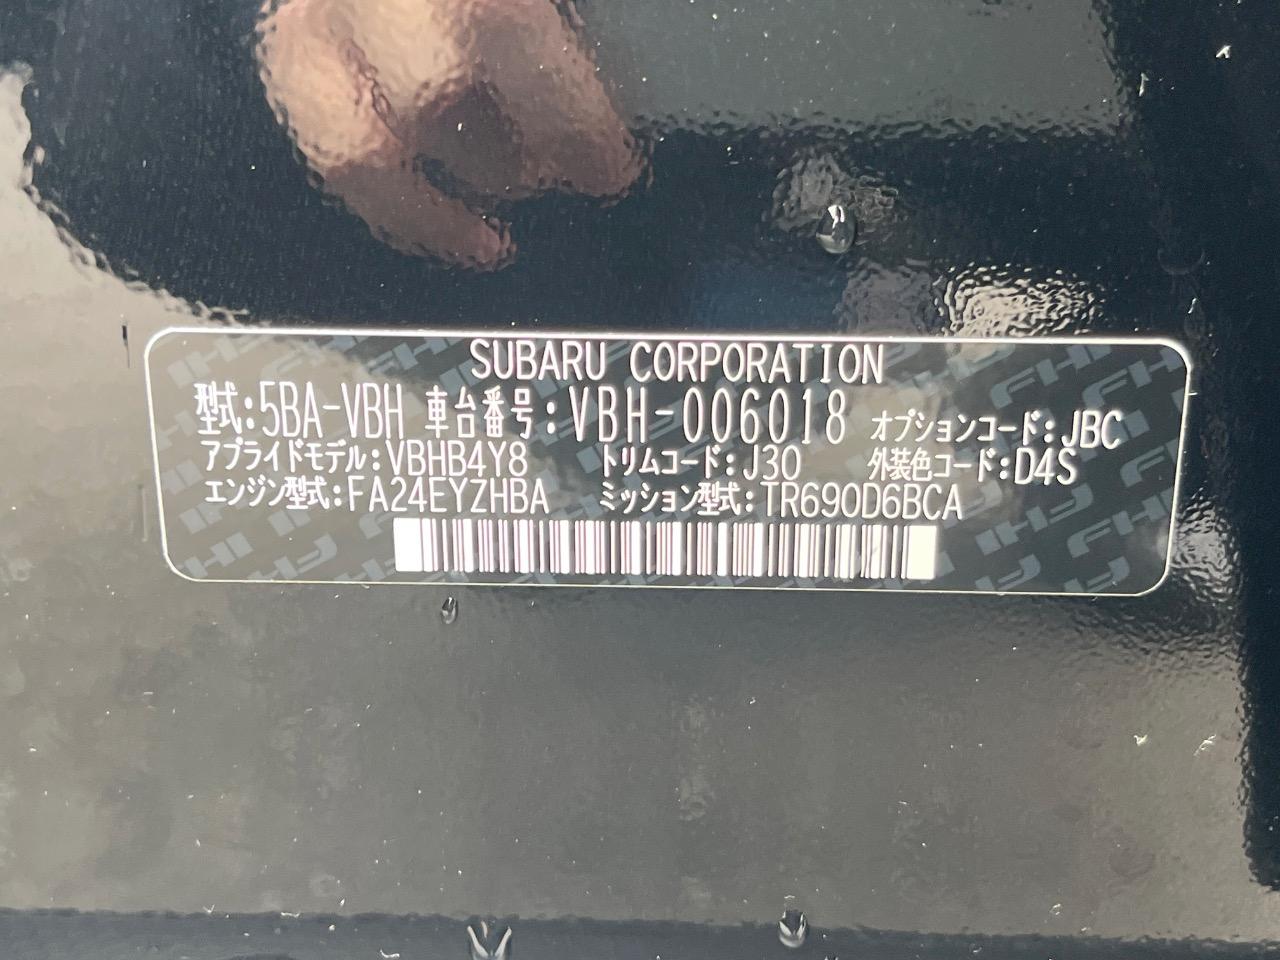 SUBARU CORPORATION
型式:5BA-VBH 車台番号:VBH-006018 オプションコード:JBC
アプライドモデル:VBHB4Y8 トリムコード:J30 外装色コード:D4S
エンジン型式:FA24EYZHBA ミッション型式:TR690D6BCA